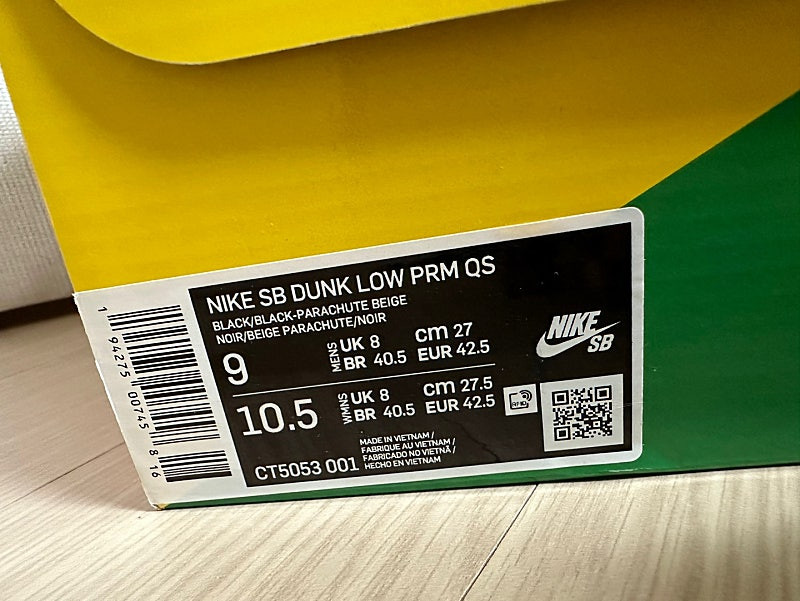 NIKE SB DUNK LOW PRM QS
BLACK/BLACK-PARACHUTE BEIGE
NOIR/BEIGE PARACHUTE/NOIR
9
MENS
UK 8 cm 27
BR 40.5 EUR 42.5
10.5
WMNS
UK 8 cm 27.5
BR 40.5 EUR 42.5
CT5053 001
MADE IN VIETNAM /
FABRIQUE AU VIETNAM /
FABRICADO NO VIETNÃ /
HECHO EN VIETNAM
NIKE
SB
RFID
1 94275 00745 8 16